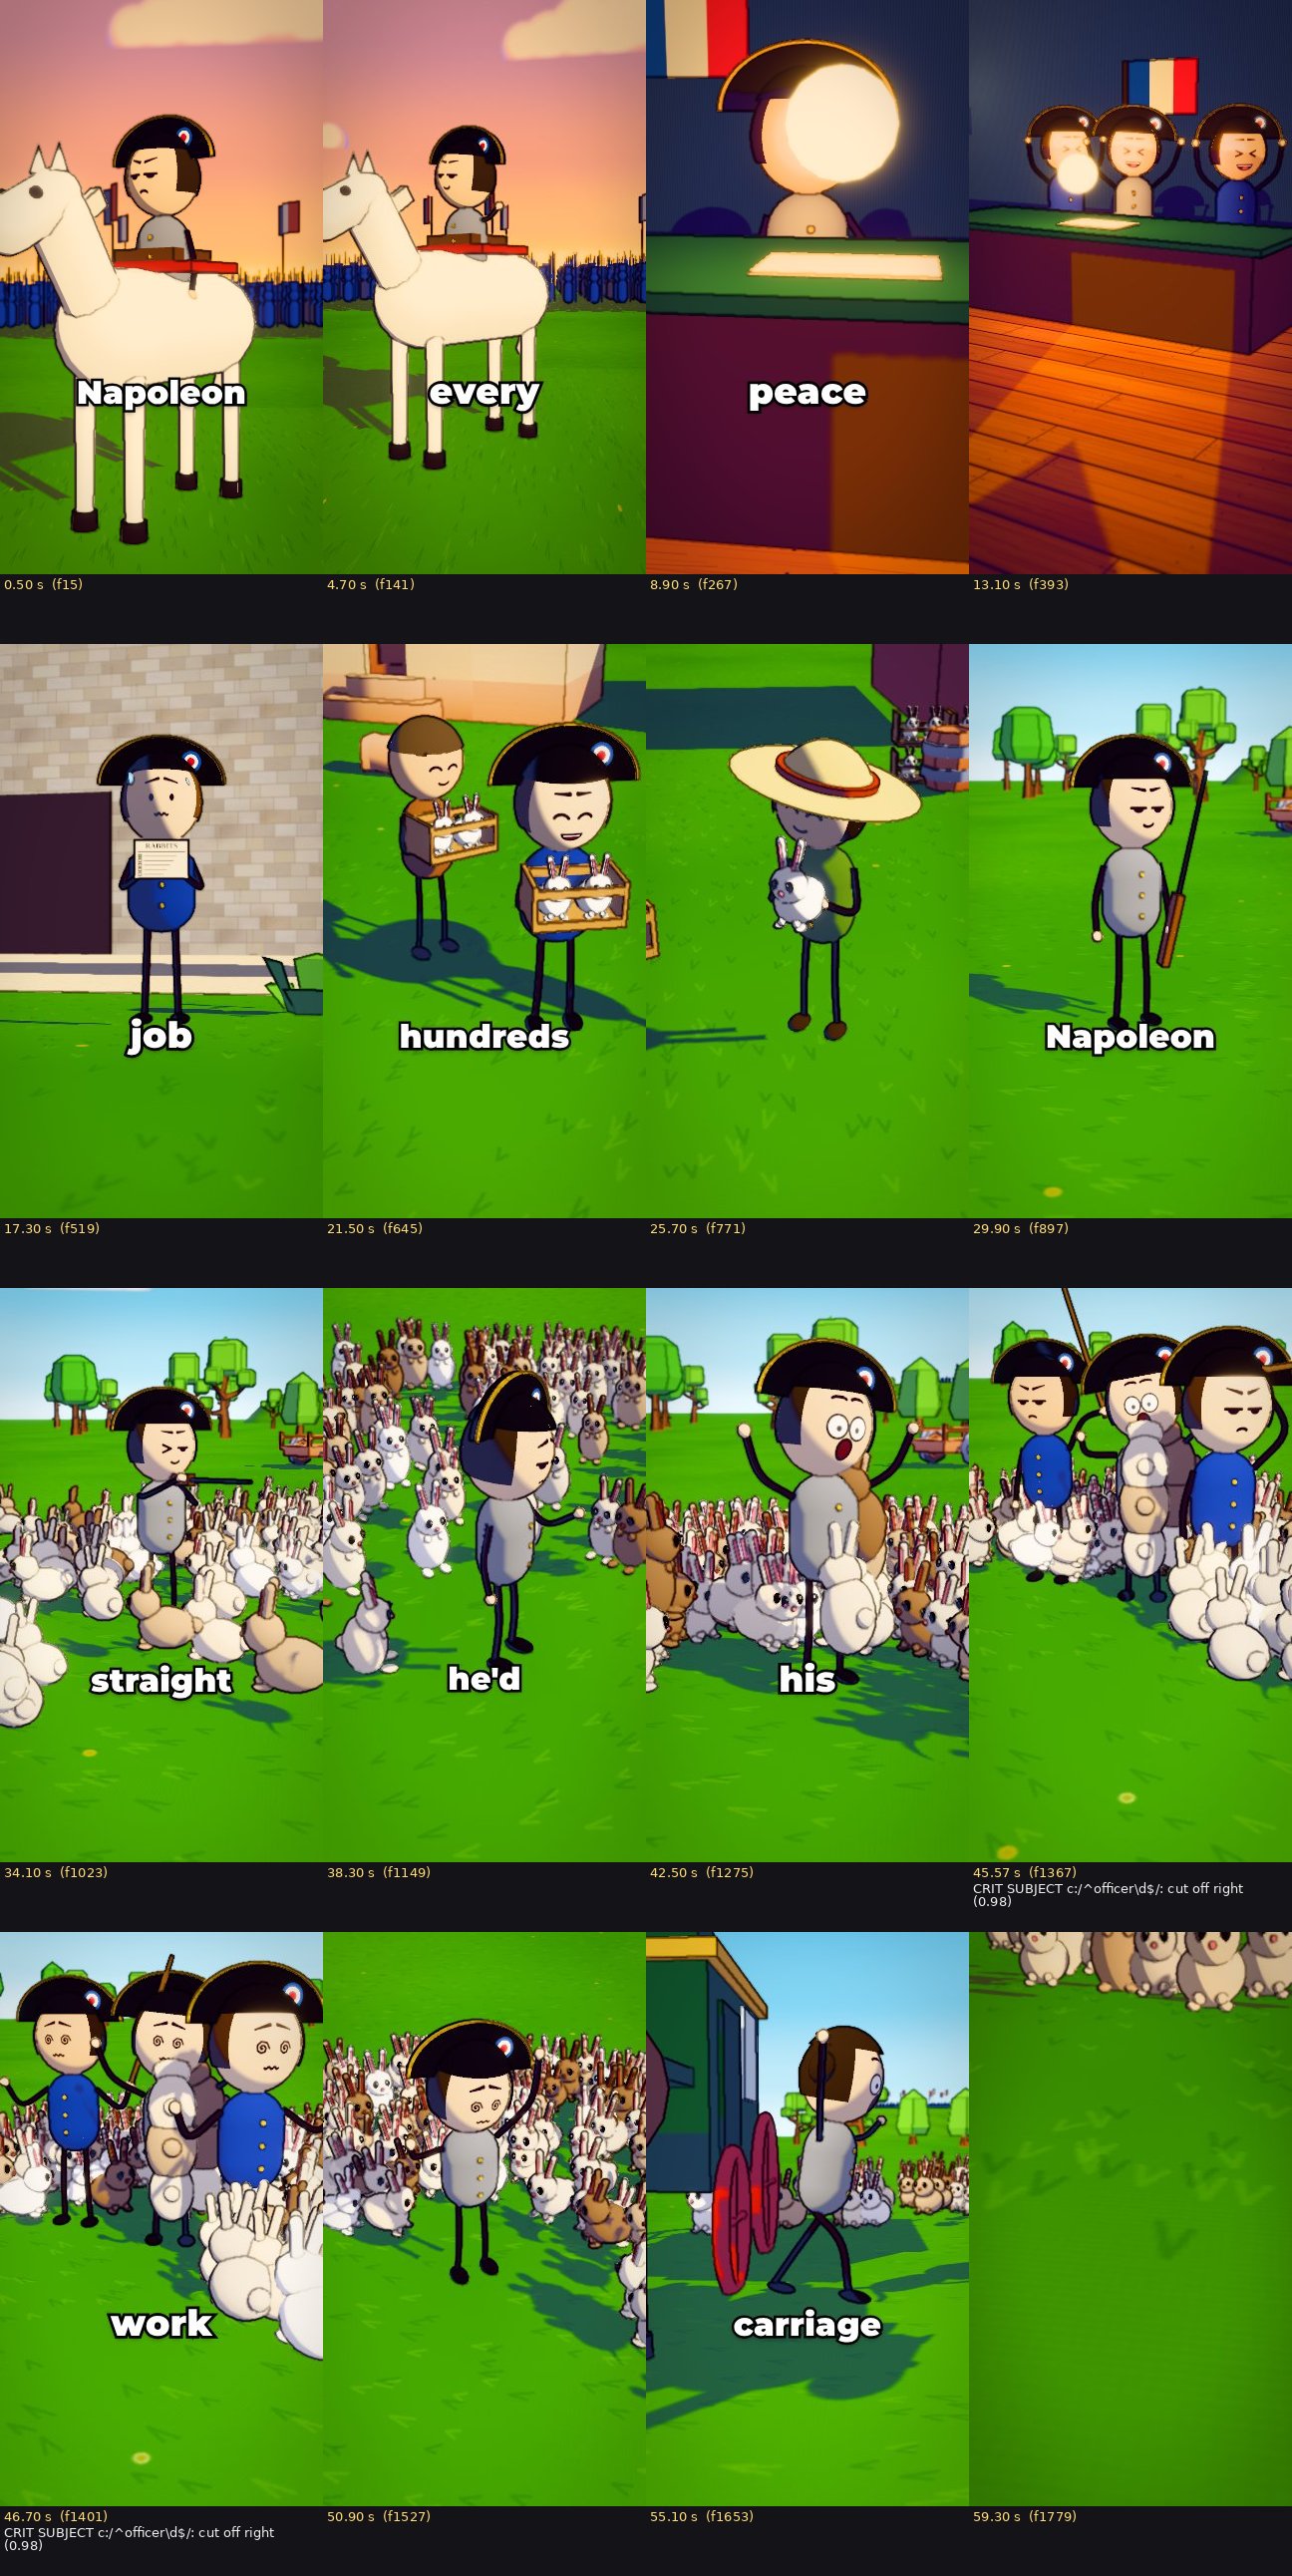 Napoleon
every
peace
0.50 s (f15)
4.70 s (f141)
8.90 s (f267)
13.10 s (f393)
RABBITS
job
hundreds
Napoleon
17.30 s (f519)
21.50 s (f645)
25.70 s (f771)
29.90 s (f897)
straight
he'd
his
34.10 s (f1023)
38.30 s (f1149)
42.50 s (f1275)
45.57 s (f1367)
CRIT SUBJECT c:/^officer\d$/: cut off right
(0.98)
work
carriage
46.70 s (f1401)
CRIT SUBJECT c:/^officer\d$/: cut off right
(0.98)
50.90 s (f1527)
55.10 s (f1653)
59.30 s (f1779)